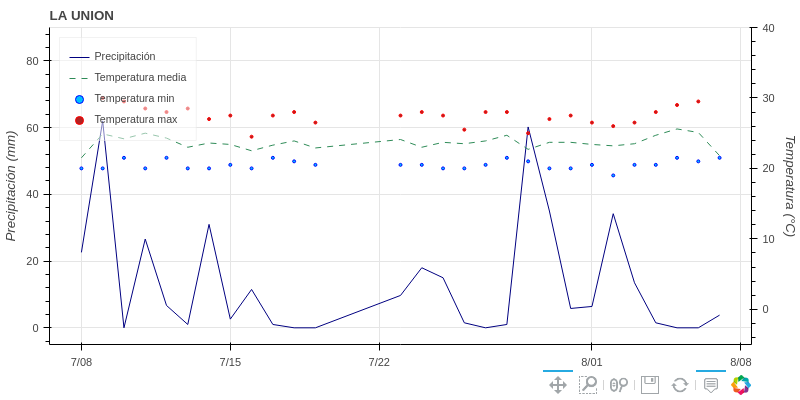 LA UNION
Precipitación
Temperatura media
Temperatura min
Temperatura max
Precipitación (mm)
80
60
40
20
0
Temperatura (°C)
40
30
20
10
0
7/08 7/15 7/22 8/01 8/08